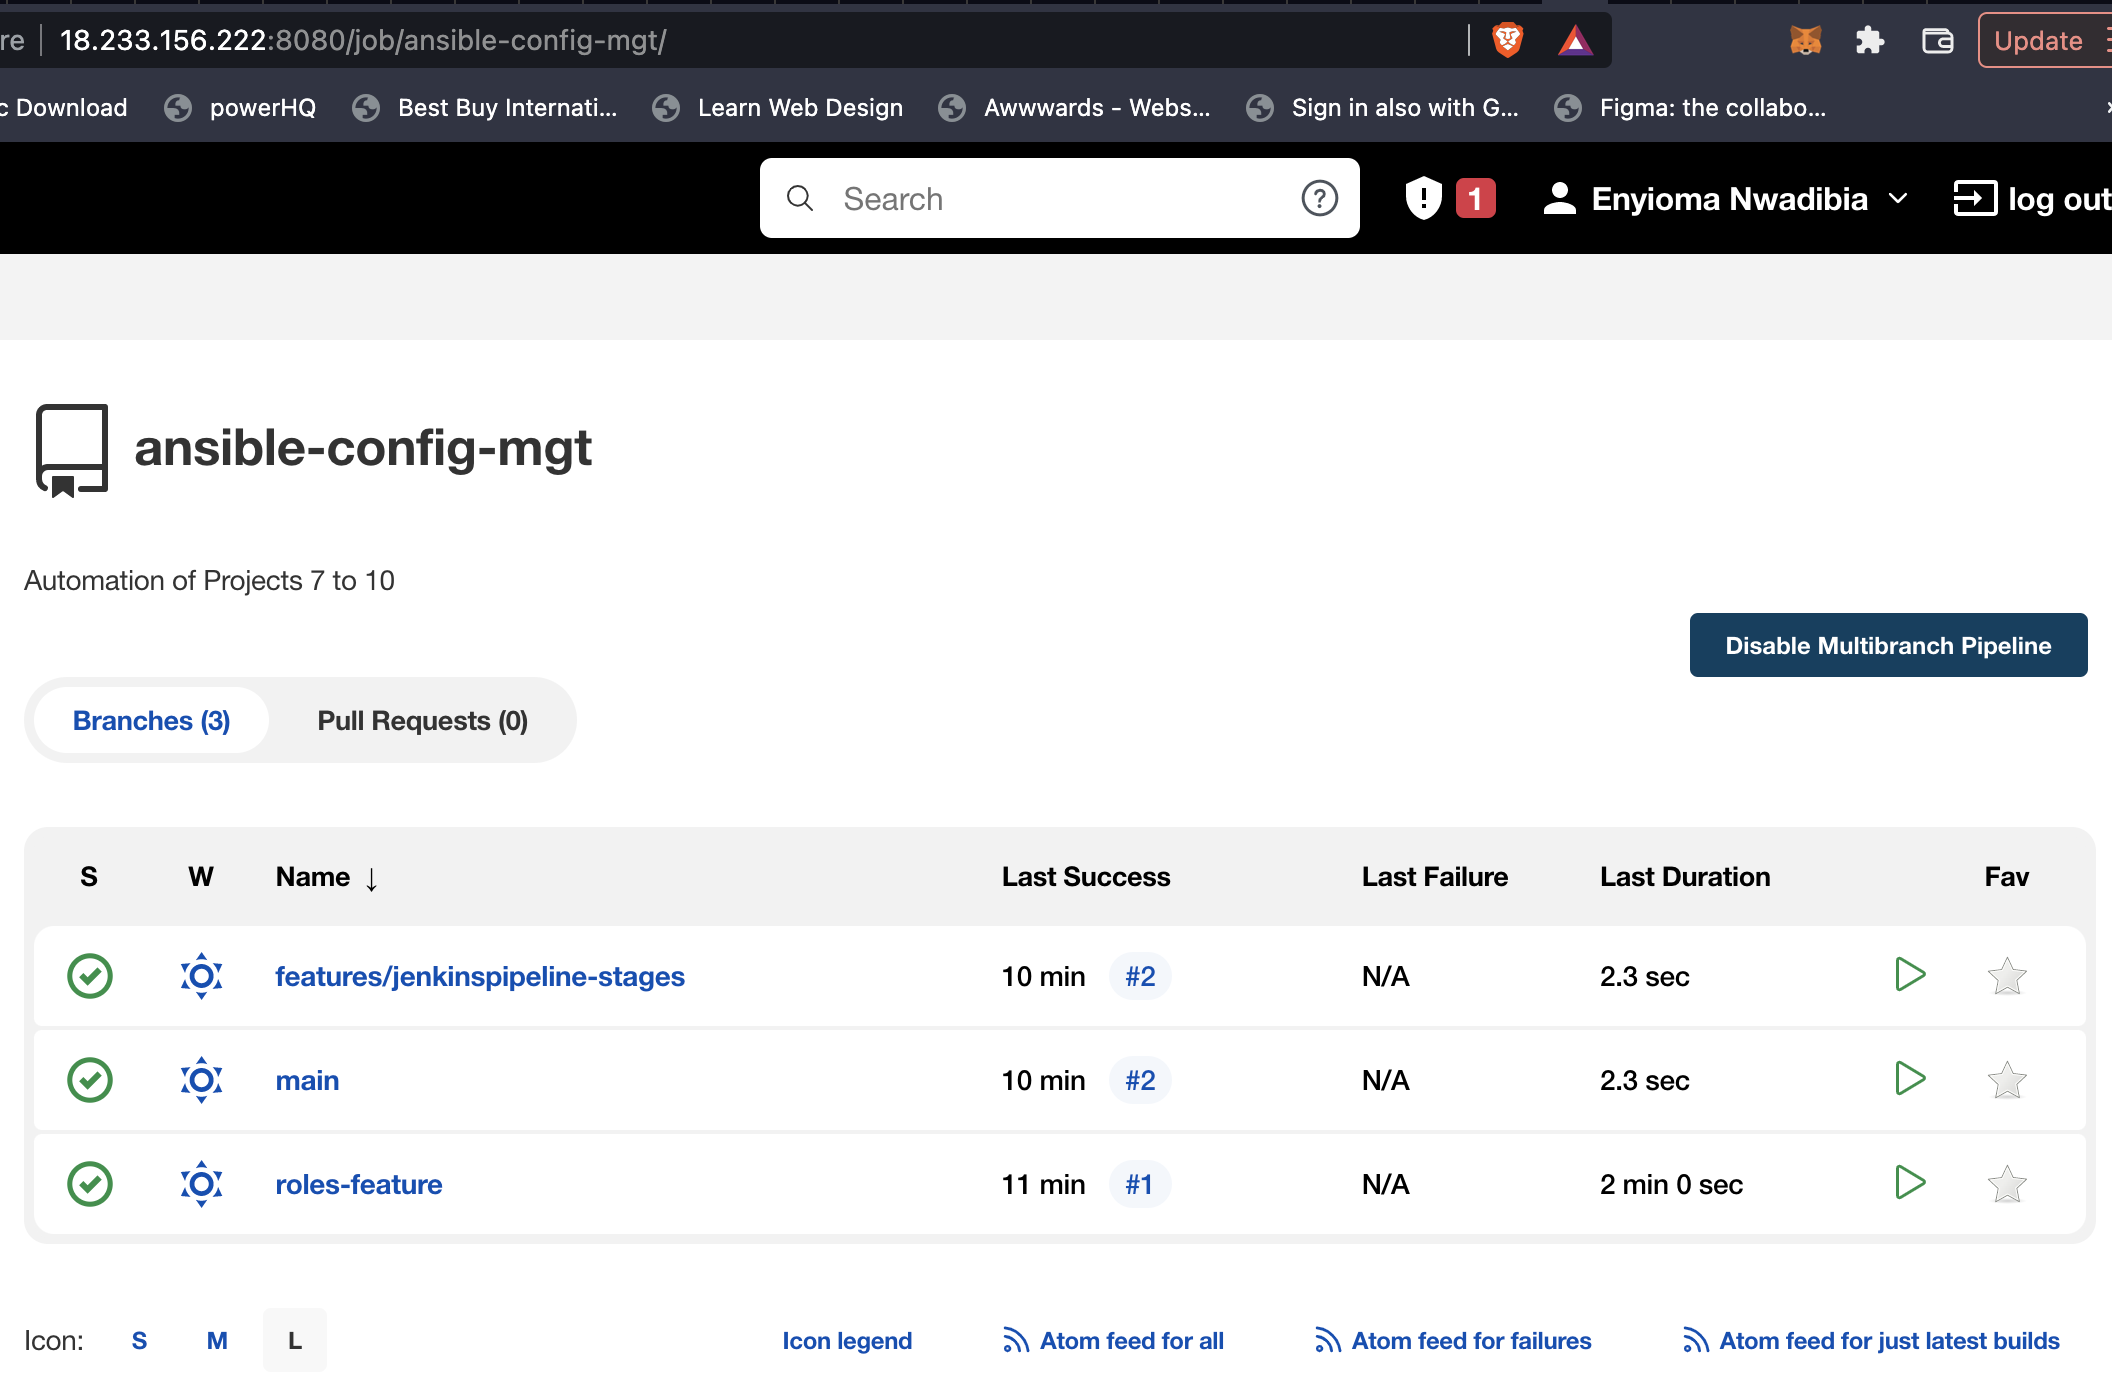 re 18.233.156.222:8080/job/ansible-config-mgt/ Update
c Download powerHQ Best Buy Internati... Learn Web Design Awwwards - Webs... Sign in also with G... Figma: the collabo...
Search 1 Enyioma Nwadibia log out
ansible-config-mgt
Automation of Projects 7 to 10
Disable Multibranch Pipeline
Branches (3) Pull Requests (0)
S W Name ↓ Last Success Last Failure Last Duration Fav
features/jenkinspipeline-stages 10 min #2 N/A 2.3 sec
main 10 min #2 N/A 2.3 sec
roles-feature 11 min #1 N/A 2 min 0 sec
Icon: S M L Icon legend Atom feed for all Atom feed for failures Atom feed for just latest builds